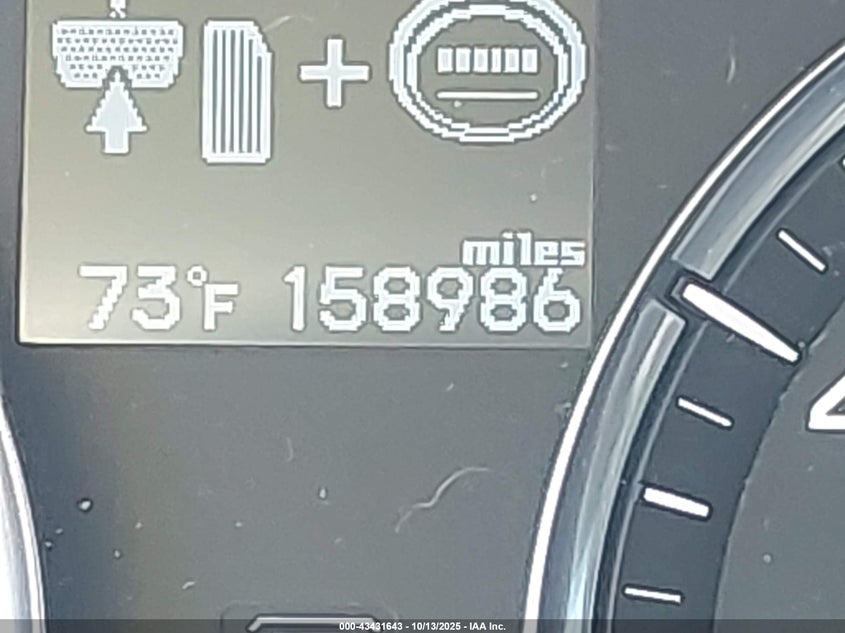 miles
73°F 158986
000-43431643 - 10/13/2025 - IAA Inc.